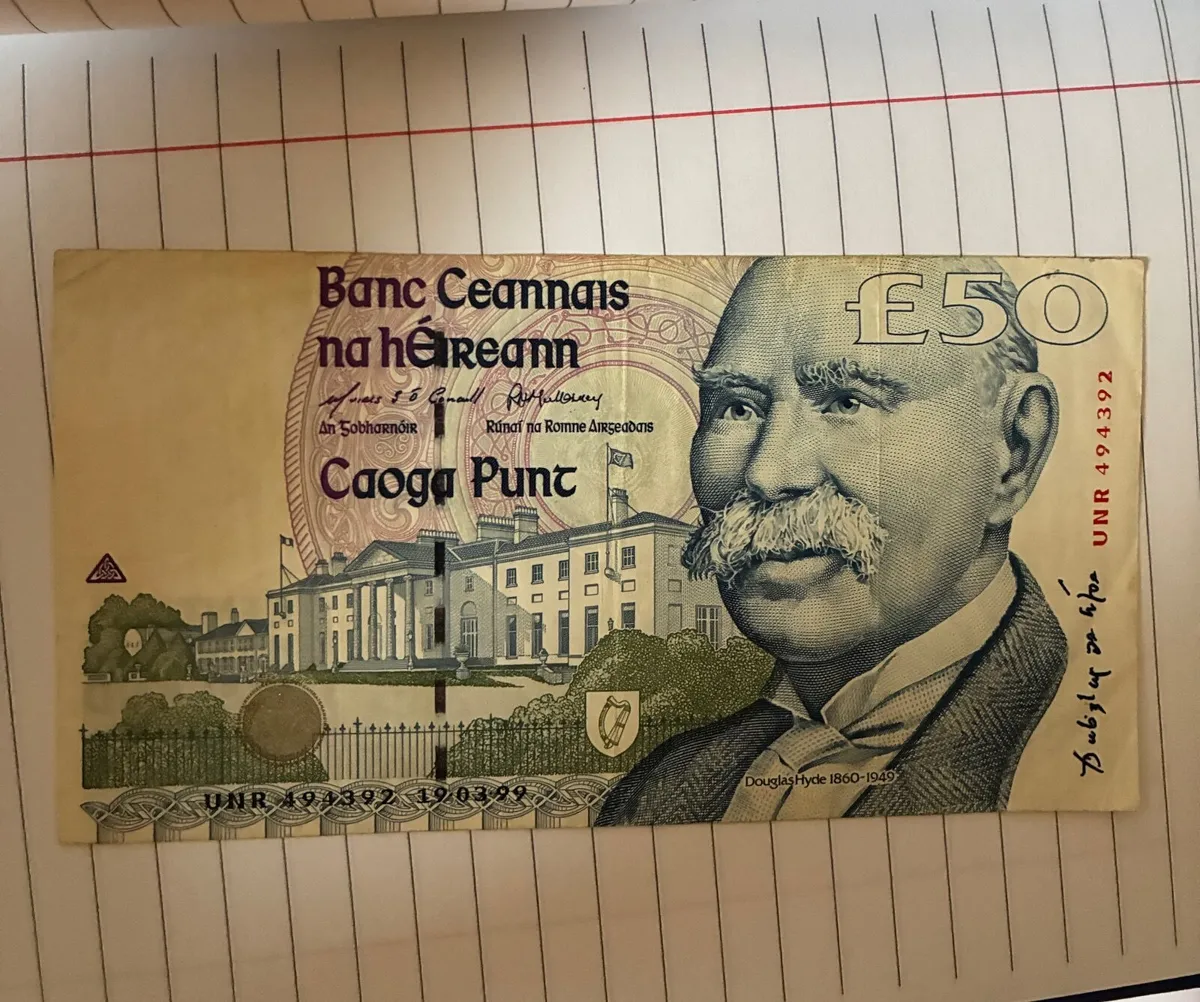 Banc Ceannais
na hÉireann
£50
An Gobharnóir
Rúnaí na Roinne Airgeadais
Caoga Punt
UNR 494392
Douglas Hyde 1860-1949
UNR 494392 19.03.99